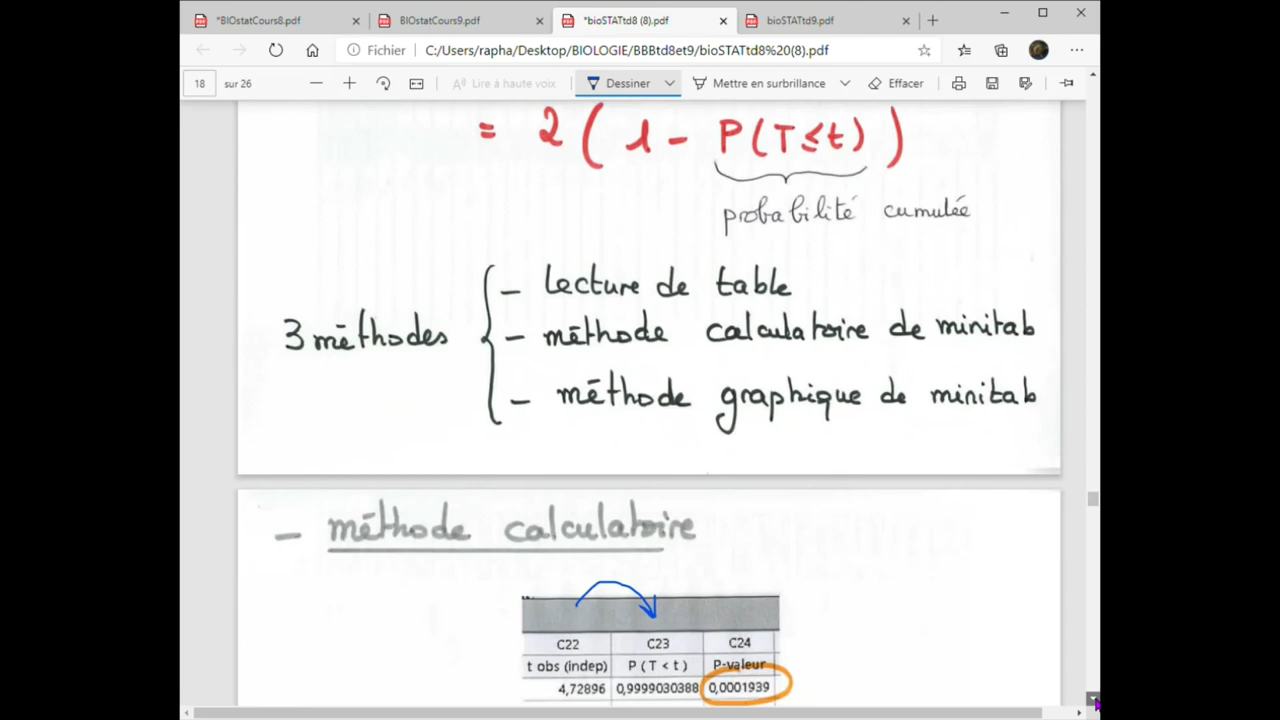 *BIOstatCours8.pdf BIOstatCours9.pdf *bioSTATtd8 (8).pdf bioSTATtd9.pdf
Fichier C:/Users/rapha/Desktop/BIOLOGIE/BBBtd8et9/bioSTATtd8%20(8).pdf
18 sur 26 Lire à haute voix Dessiner Mettre en surbrillance Effacer
= 2 ( 1 - P(T≤t) )
probabilité cumulée
- lecture de table
3 méthodes - méthode calculatoire de minitab
- méthode graphique de minitab
- méthode calculatoire
C22 C23 C24
t obs (indep) P ( T < t ) P-valeur
4,72896 0,9999030388 0,0001939